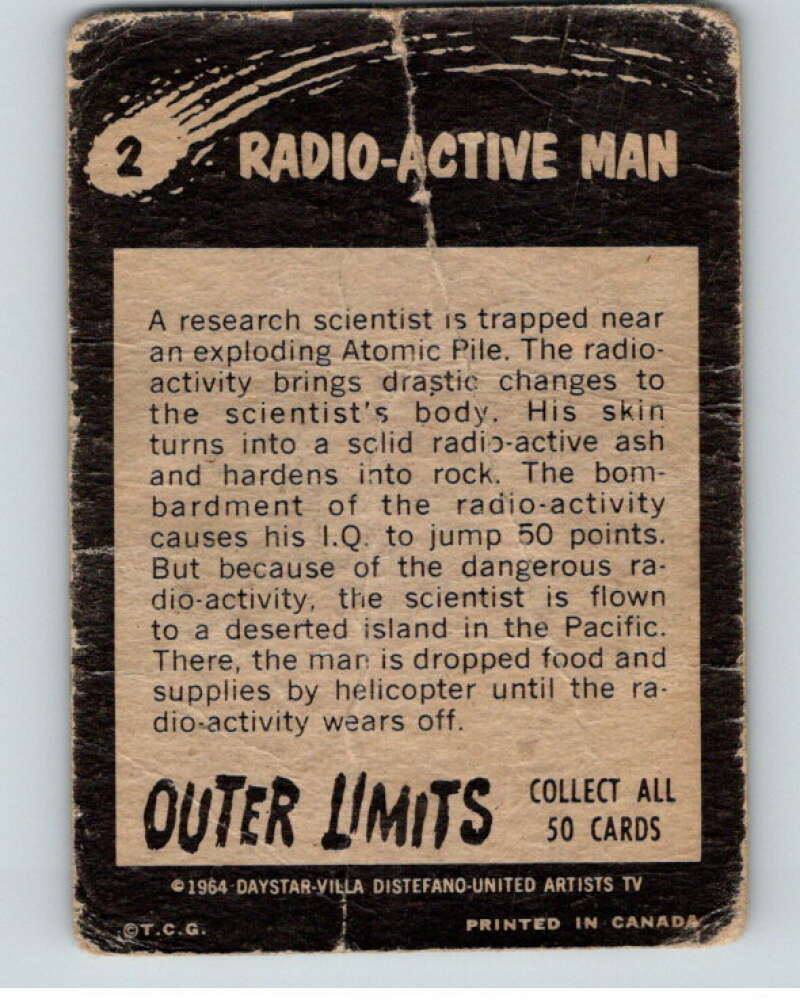 2 RADIO-ACTIVE MAN
A research scientist is trapped near
an exploding Atomic Pile. The radio-
activity brings drastic changes to
the scientist's body. His skin
turns into a solid radio-active ash
and hardens into rock. The bom-
bardment of the radio-activity
causes his I.Q. to jump 50 points.
But because of the dangerous ra-
dio-activity, the scientist is flown
to a deserted island in the Pacific.
There, the man is dropped food and
supplies by helicopter until the ra-
dio-activity wears off.
OUTER LIMITS
COLLECT ALL
50 CARDS
©1964 DAYSTAR-VILLA DISTEFANO-UNITED ARTISTS TV
©T.C.G.
PRINTED IN CANADA